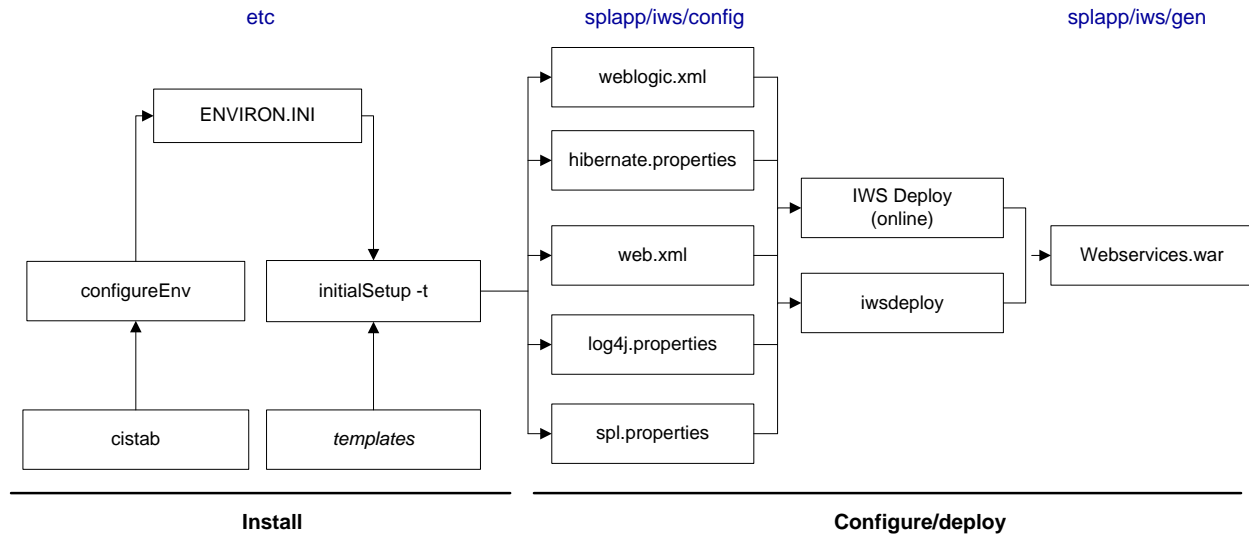 etc
splapp/iws/config
splapp/iws/gen
ENVIRON.INI
configureEnv
initialSetup -t
cistab
templates
weblogic.xml
hibernate.properties
web.xml
log4j.properties
spl.properties
IWS Deploy
(online)
iwsdeploy
Webservices.war
Install
Configure/deploy